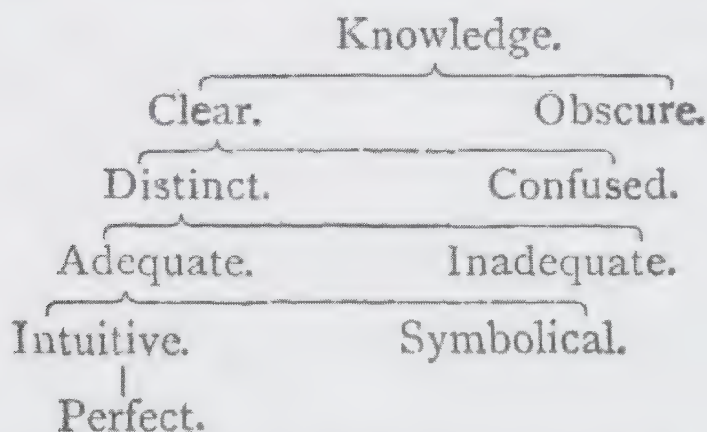 Knowledge.
Clear. Obscure.
Distinct. Confused.
Adequate. Inadequate.
Intuitive. Symbolical.
Perfect.